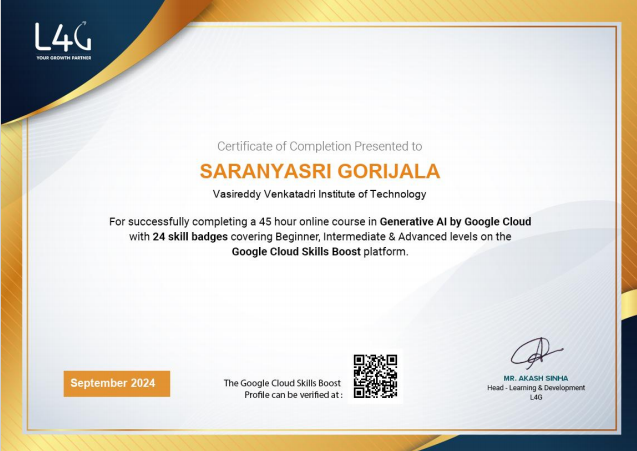 L4G
YOUR GROWTH PARTNER
Certificate of Completion Presented to
SARANYASRI GORIJALA
Vasireddy Venkatadri Institute of Technology
For successfully completing a 45 hour online course in Generative AI by Google Cloud
with 24 skill badges covering Beginner, Intermediate & Advanced levels on the
Google Cloud Skills Boost platform.
September 2024
The Google Cloud Skills Boost
Profile can be verified at :
MR. AKASH SINHA
Head - Learning & Development
L4G